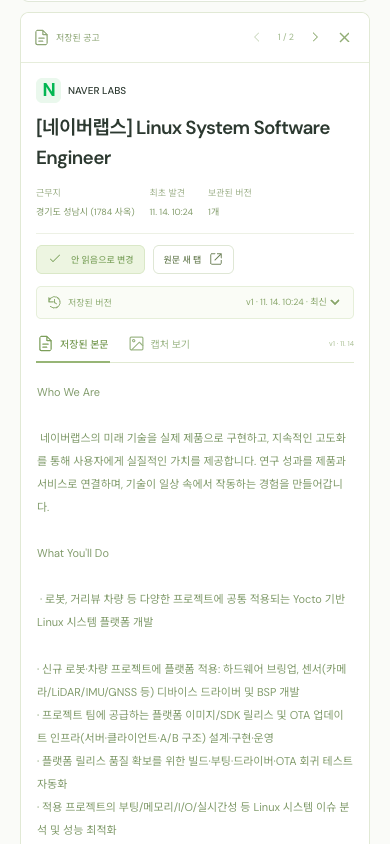 저장된 공고
1 / 2
N NAVER LABS
[네이버랩스] Linux System Software
Engineer
근무지 최초 발견 보관된 버전
경기도 성남시 (1784 사옥) 11. 14. 10:24 1개
안 읽음으로 변경 원문 새 탭
저장된 버전 v1 · 11. 14. 10:24 · 최신
저장된 본문 캡처 보기 v1 · 11. 14
Who We Are
네이버랩스의 미래 기술을 실제 제품으로 구현하고, 지속적인 고도화
를 통해 사용자에게 실질적인 가치를 제공합니다. 연구 성과를 제품과
서비스로 연결하며, 기술이 일상 속에서 작동하는 경험을 만들어갑니
다.
What You'll Do
· 로봇, 거리뷰 차량 등 다양한 프로젝트에 공통 적용되는 Yocto 기반
Linux 시스템 플랫폼 개발
· 신규 로봇·차량 프로젝트에 플랫폼 적용: 하드웨어 브링업, 센서(카메
라/LiDAR/IMU/GNSS 등) 디바이스 드라이버 및 BSP 개발
· 프로젝트 팀에 공급하는 플랫폼 이미지/SDK 릴리스 및 OTA 업데이
트 인프라(서버·클라이언트·A/B 구조) 설계·구현·운영
· 플랫폼 릴리스 품질 확보를 위한 빌드·부팅·드라이버·OTA 회귀 테스트
자동화
· 적용 프로젝트의 부팅/메모리/I/O/실시간성 등 Linux 시스템 이슈 분
석 및 성능 최적화